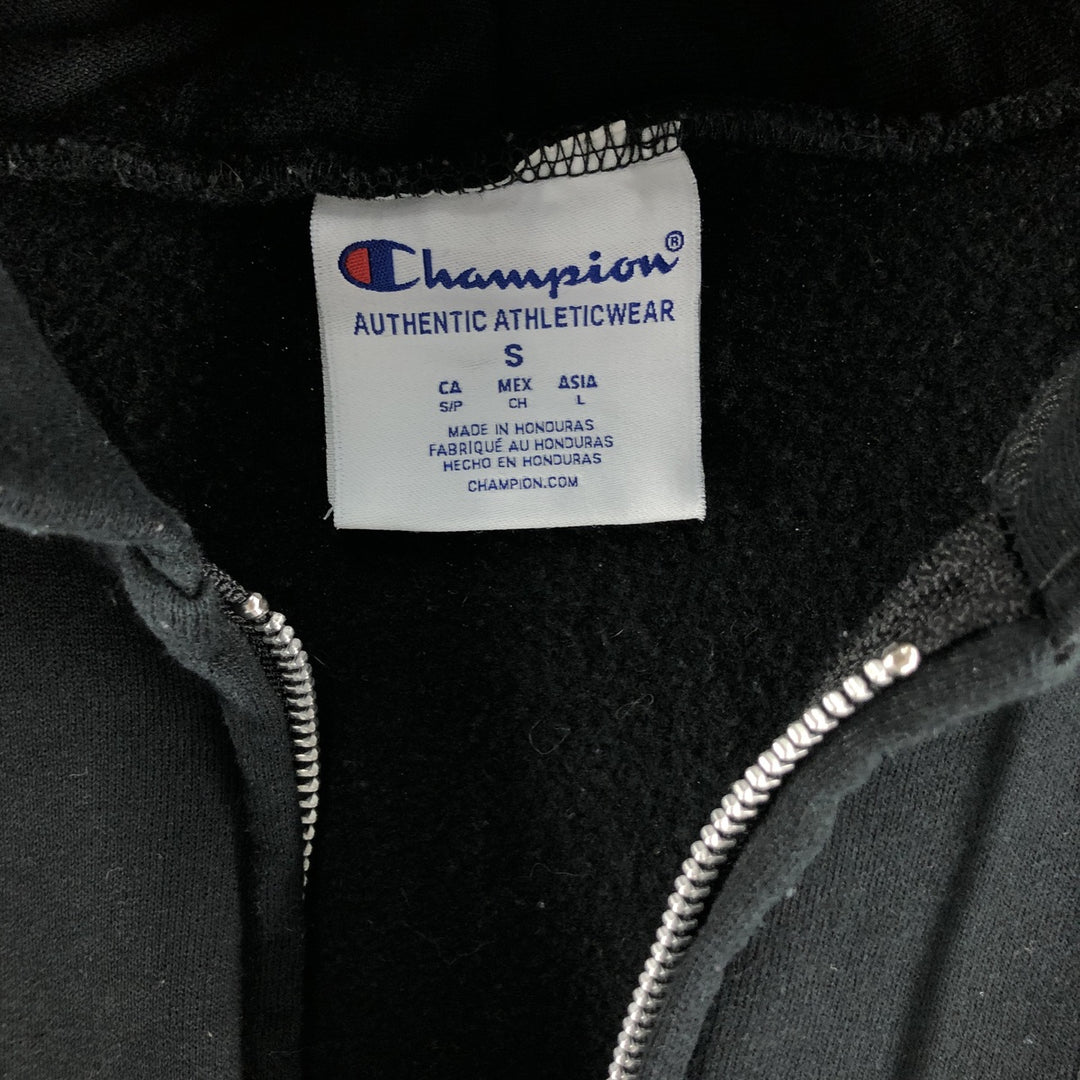 Champion®
AUTHENTIC ATHLETICWEAR
S
CA MEX ASIA
S/P CH L
MADE IN HONDURAS
FABRIQUÉ AU HONDURAS
HECHO EN HONDURAS
CHAMPION.COM